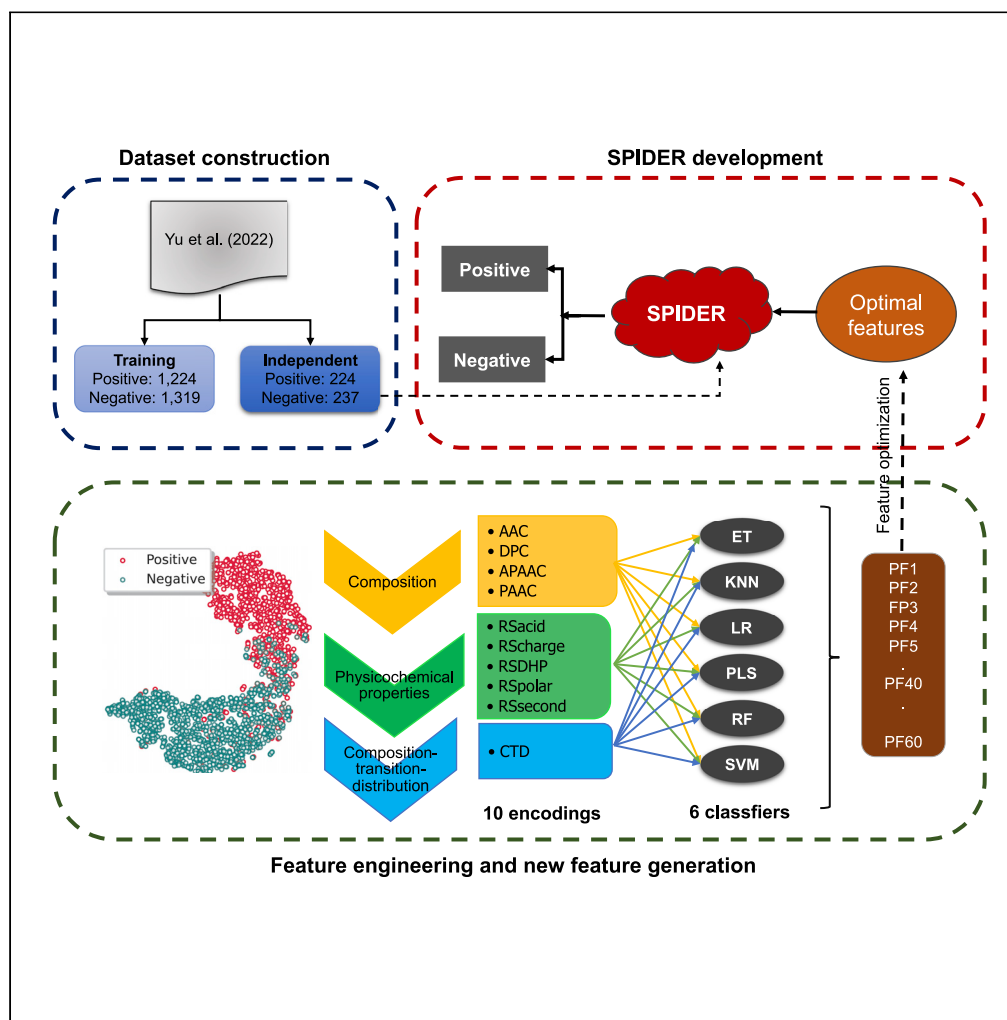 Dataset construction
Yu et al. (2022)
Training
Positive: 1,224
Negative: 1,319
Independent
Positive: 224
Negative: 237
SPIDER development
Positive
Negative
SPIDER
Optimal
features
Feature optimization
Positive
Negative
Composition
Physicochemical
properties
Composition-
transition-
distribution
• AAC
• DPC
• APAAC
• PAAC
• RSacid
• RScharge
• RSDHP
• RSpolar
• RSsecond
• CTD
10 encodings
ET
KNN
LR
PLS
RF
SVM
6 classfiers
PF1
PF2
FP3
PF4
PF5
.
PF40
.
PF60
Feature engineering and new feature generation